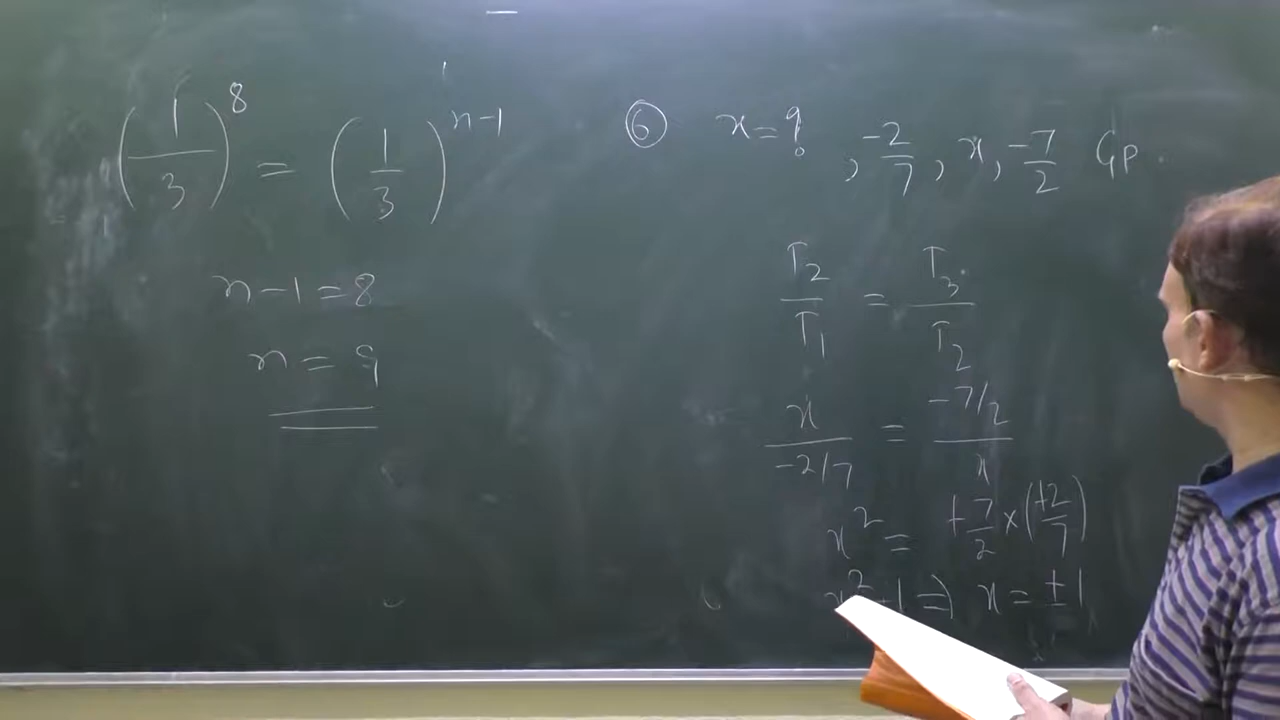 (1/3)^8 = (1/3)^(n-1)
n-1=8
n=9
⑥ x=? , -2/7 , x, -7/2 GP.
T2/T1 = T3/T2
x/(-2/7) = (-7/2)/x
x^2 = +7/2 × (+2/7)
x^2 = 1 ⇒ x = ±1